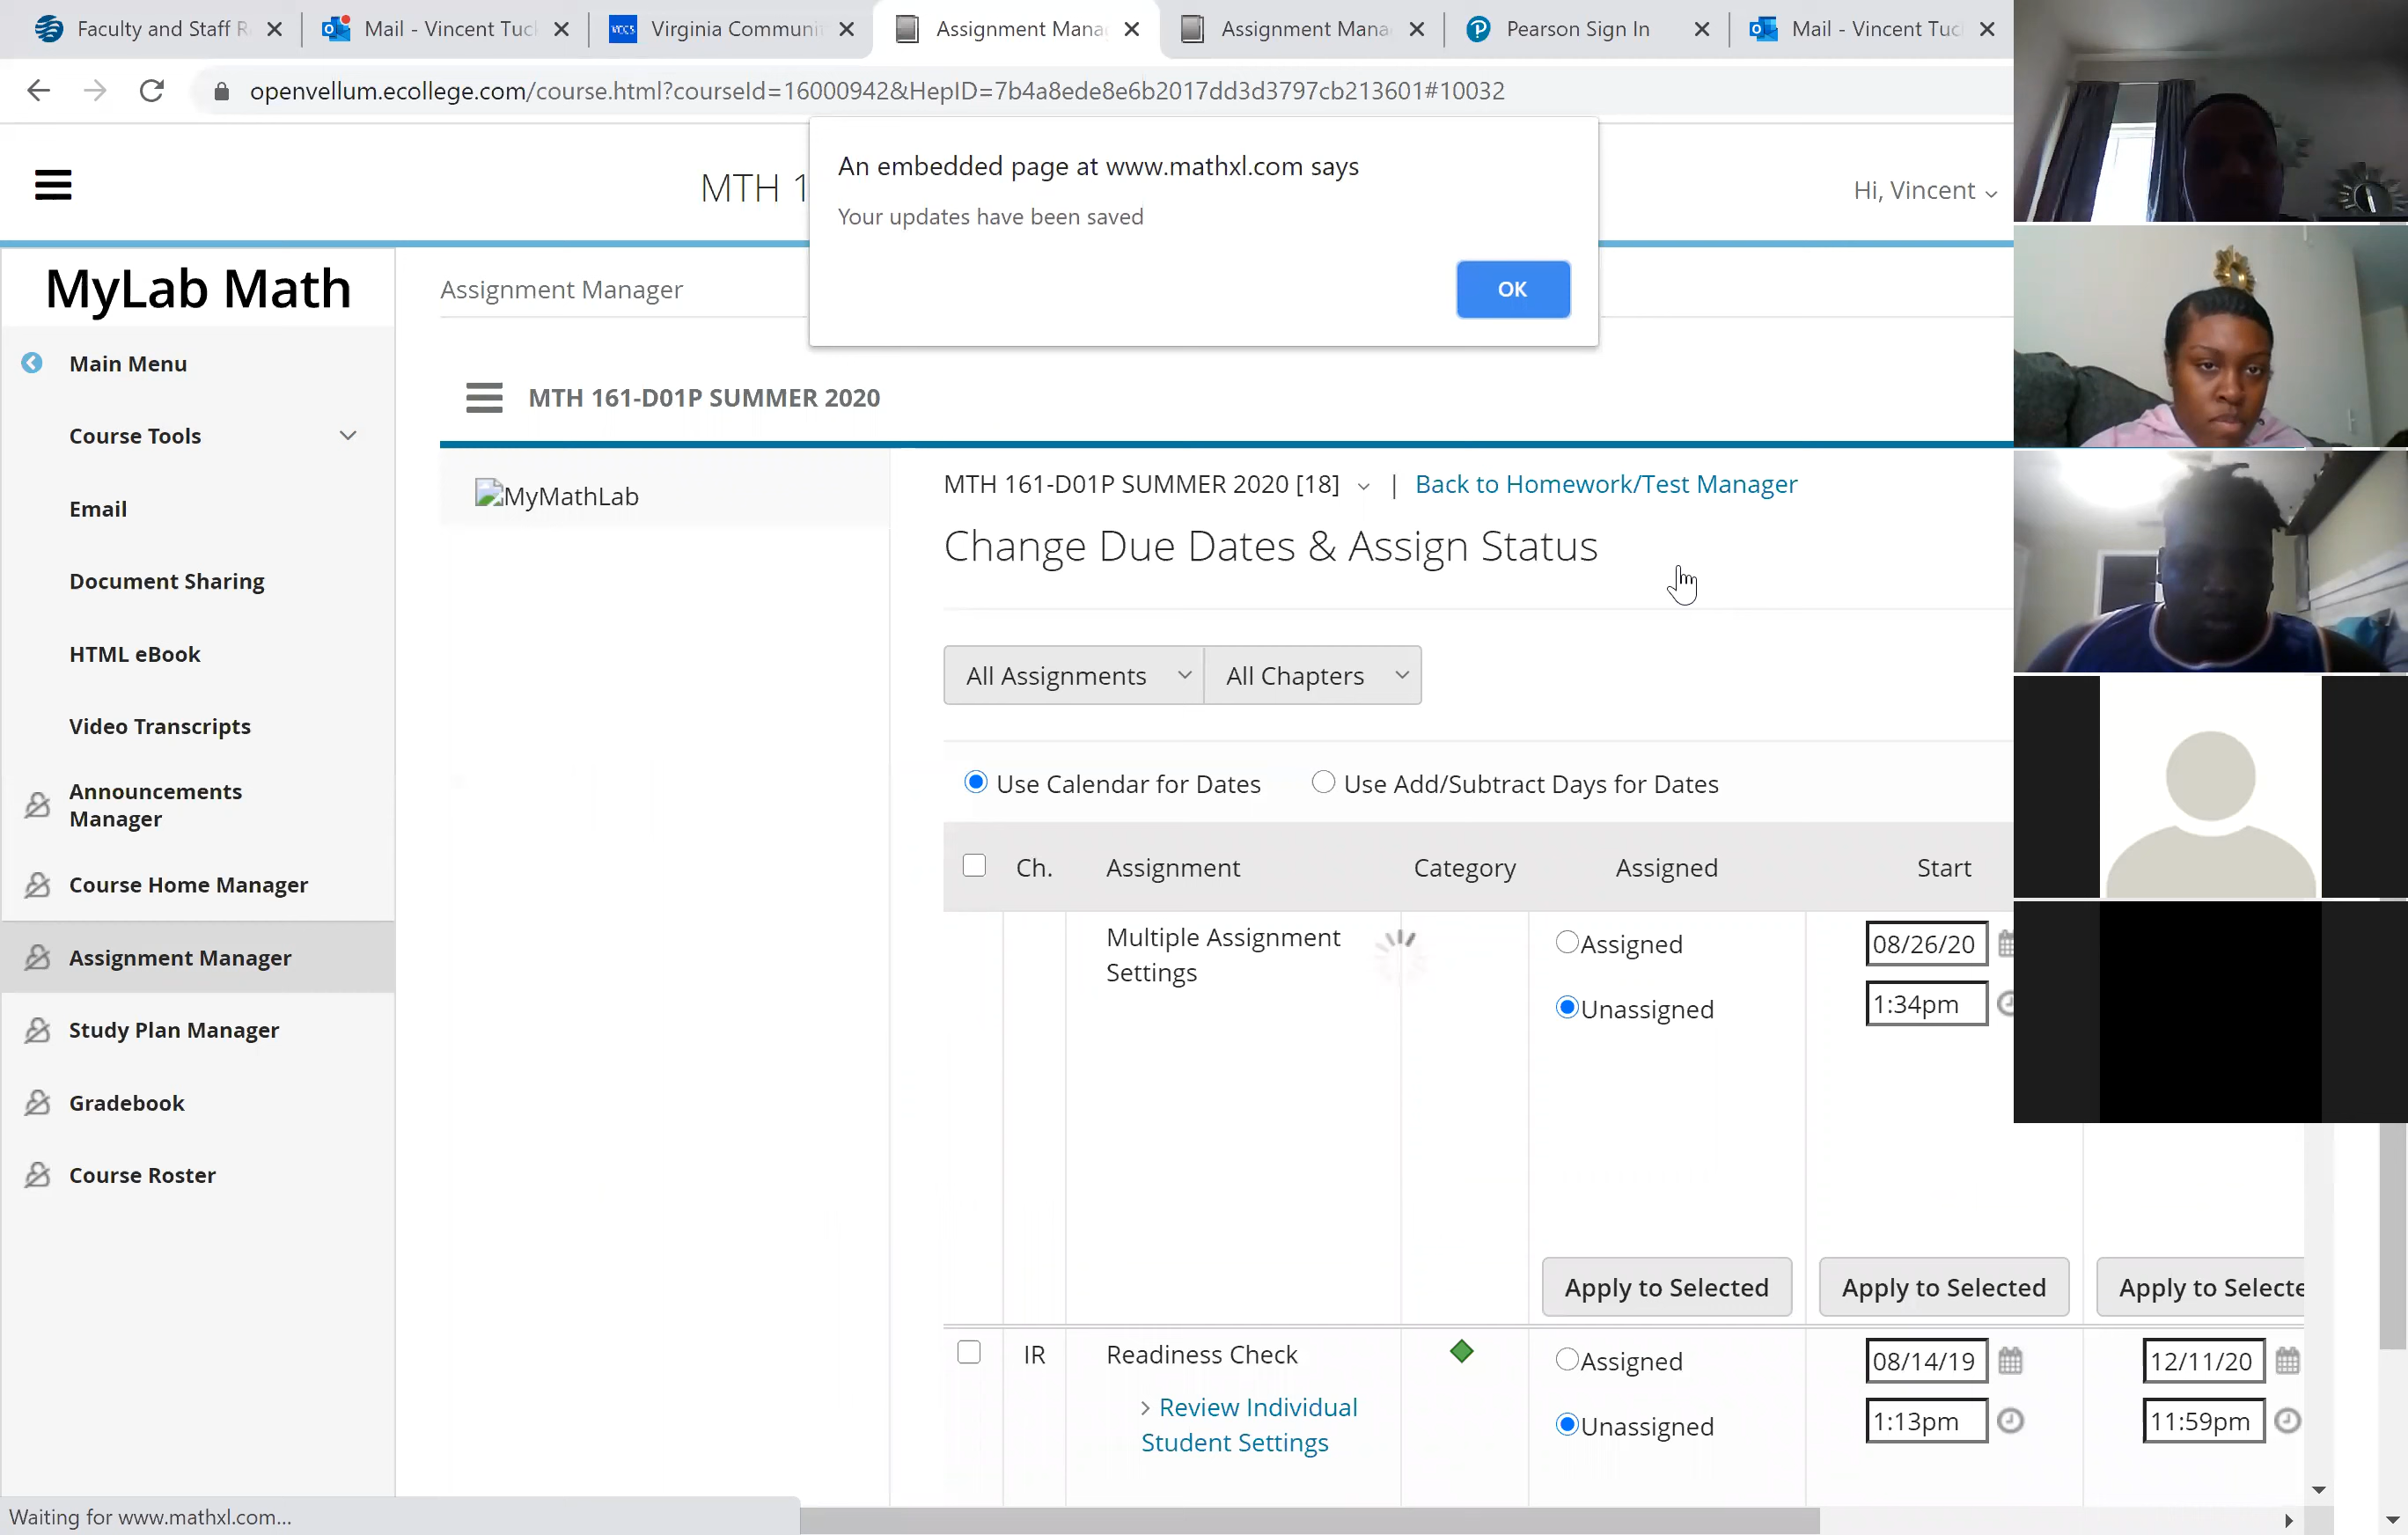 Faculty and Staff R
Mail - Vincent Tuc
Virginia Communi
Assignment Mana
Assignment Mana
Pearson Sign In
Mail - Vincent Tuc
openvellum.ecollege.com/course.html?courseId=16000942&HepID=7b4a8ede8e6b2017dd3d3797cb213601#10032
An embedded page at www.mathxl.com says
Your updates have been saved
OK
MTH 1
Hi, Vincent
MyLab Math
Main Menu
Course Tools
Email
Document Sharing
HTML eBook
Video Transcripts
Announcements
Manager
Course Home Manager
Assignment Manager
Study Plan Manager
Gradebook
Course Roster
Assignment Manager
MTH 161-D01P SUMMER 2020
MyMathLab
MTH 161-D01P SUMMER 2020 [18] | Back to Homework/Test Manager
Change Due Dates & Assign Status
All Assignments All Chapters
Use Calendar for Dates Use Add/Subtract Days for Dates
Ch. Assignment Category Assigned Start
Multiple Assignment
Settings
Assigned
Unassigned
08/26/20
1:34pm
Apply to Selected Apply to Selected Apply to Selecte
IR Readiness Check
> Review Individual
Student Settings
Assigned
Unassigned
08/14/19
1:13pm
12/11/20
11:59pm
Waiting for www.mathxl.com...